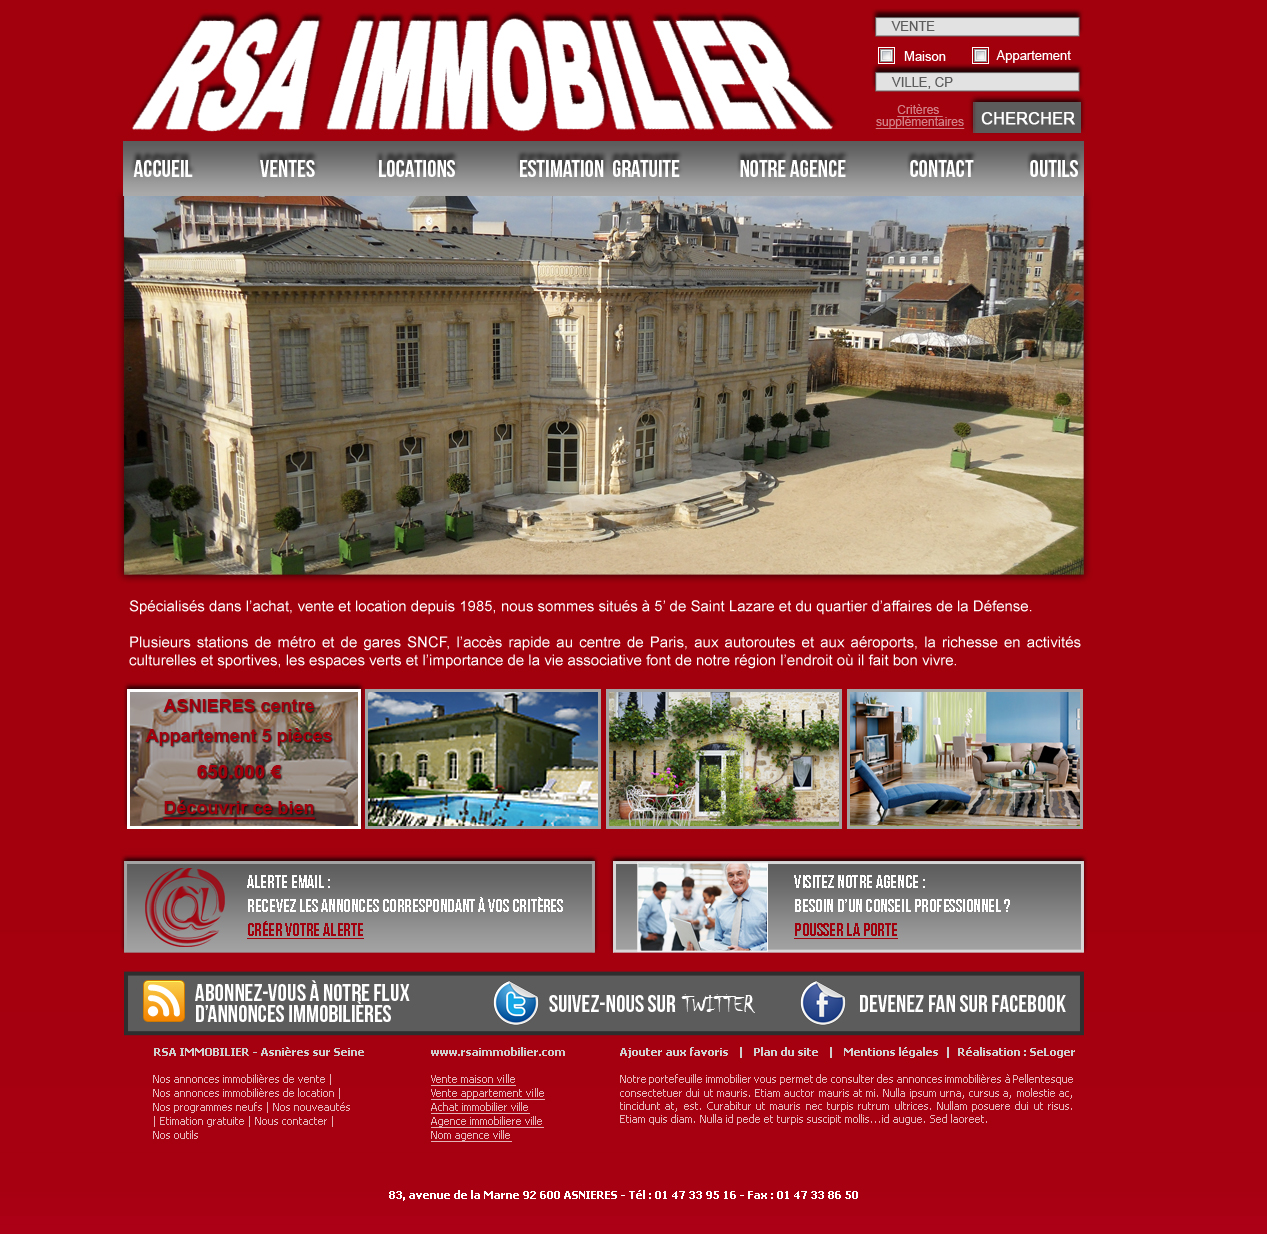 RSA IMMOBILIER
VENTE
Maison
Appartement
VILLE, CP
Critères
supplémentaires
CHERCHER
ACCUEIL
VENTES
LOCATIONS
ESTIMATION GRATUITE
NOTRE AGENCE
CONTACT
OUTILS
Spécialisés dans l'achat, vente et location depuis 1985, nous sommes situés à 5' de Saint Lazare et du quartier d'affaires de la Défense.
Plusieurs stations de métro et de gares SNCF, l'accès rapide au centre de Paris, aux autoroutes et aux aéroports, la richesse en activités
culturelles et sportives, les espaces verts et l'importance de la vie associative font de notre région l'endroit où il fait bon vivre.
ASNIERES centre
Appartement 5 pièces
650.000 €
Découvrir ce bien
ALERTE EMAIL :
RECEVEZ LES ANNONCES CORRESPONDANT À VOS CRITÈRES
CRÉER VOTRE ALERTE
VISITEZ NOTRE AGENCE :
BESOIN D'UN CONSEIL PROFESSIONNEL ?
POUSSER LA PORTE
ABONNEZ-VOUS À NOTRE FLUX
D'ANNONCES IMMOBILIÈRES
SUIVEZ-NOUS SUR TWITTER
DEVENEZ FAN SUR FACEBOOK
RSA IMMOBILIER - Asnières sur Seine
Nos annonces immobilières de vente |
Nos annonces immobilières de location |
Nos programmes neufs | Nos nouveautés
| Etimation gratuite | Nous contacter |
Nos outils
www.rsaimmobilier.com
Vente maison ville
Vente appartement ville
Achat immobilier ville
Agence immobiliere ville
Nom agence ville
Ajouter aux favoris | Plan du site | Mentions légales | Réalisation : SeLoger
Notre portefeuille immobilier vous permet de consulter des annonces immobilières à Pellentesque
consectetuer dui ut mauris. Etiam auctor mauris at mi. Nulla ipsum urna, cursus a, molestie ac,
tincidunt at, est. Curabitur ut mauris nec turpis rutrum ultrices. Nullam posuere dui ut risus.
Etiam quis diam. Nulla id pede et turpis suscipit mollis...id augue. Sed laoreet.
83, avenue de la Marne 92 600 ASNIERES - Tél : 01 47 33 95 16 - Fax : 01 47 33 86 50